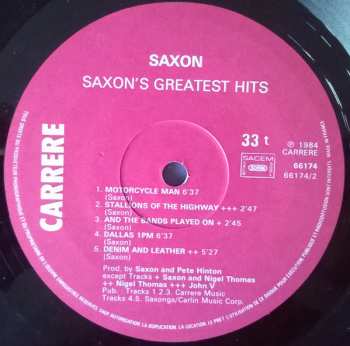 SAXON
SAXON'S GREATEST HITS
CARRERE
33 t
SACEM
℗ 1984
CARRERE
66174
66174/2
1. MOTORCYCLE MAN 6'37
(Saxon)
2. STALLIONS OF THE HIGHWAY +++ 2'47
(Saxon)
3. AND THE BANDS PLAYED ON + 2'45
(Saxon)
4. DALLAS 1PM 6'37
(Saxon)
5. DENIM AND LEATHER ++ 5'27
(Saxon)
Prod. by Saxon and Pete Hinton
except Tracks + Saxon and Nigel Thomas
++ Nigel Thomas +++ John V
Pub. : Tracks 1.2.3. Carrere Music
Tracks 4.5. Saxongs/Carlin Music Corp.
MADE IN FRANCE